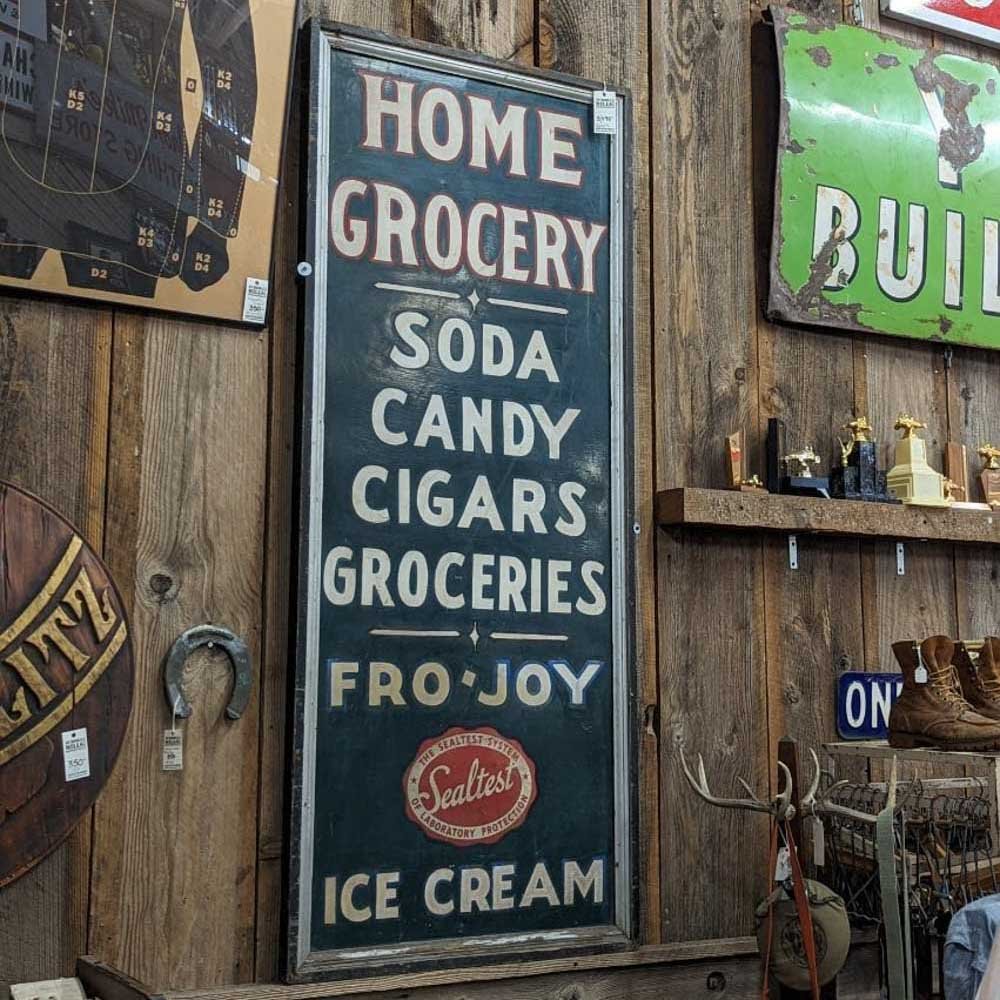 HOME
GROCERY
SODA
CANDY
CIGARS
GROCERIES
FRO·JOY
THE SEALTEST SYSTEM
Sealtest
OF LABORATORY PROTECTION
ICE CREAM
K5
D2
K2
D4
K4
D3
K2
D4
K4
D3
K2
D4
D2
LITZ
350
Y
BUIL
ON